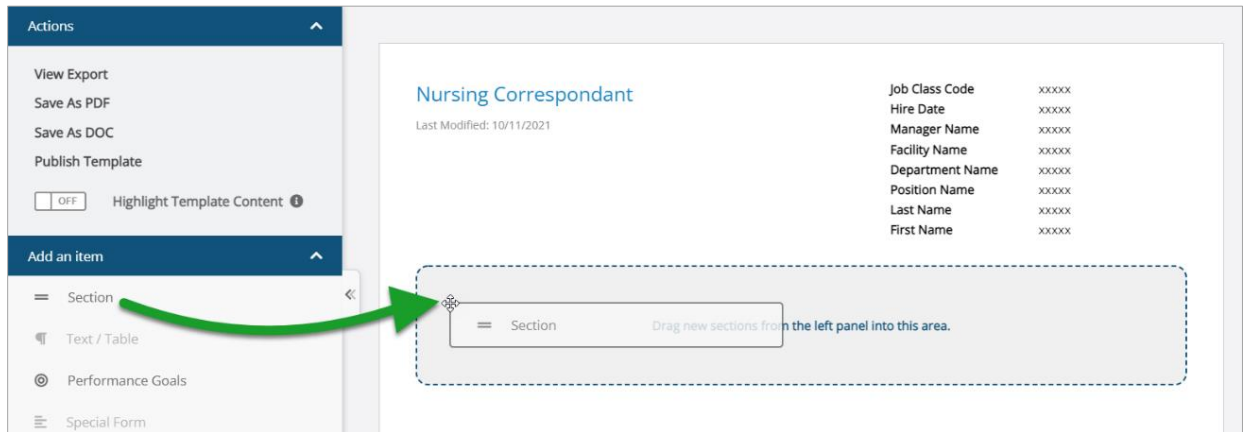 Actions
View Export
Save As PDF
Save As DOC
Publish Template
OFF Highlight Template Content
Add an item
Section
Text / Table
Performance Goals
Special Form
Nursing Correspondant
Last Modified: 10/11/2021
Job Class Code xxxxx
Hire Date xxxxx
Manager Name xxxxx
Facility Name xxxxx
Department Name xxxxx
Position Name xxxxx
Last Name xxxxx
First Name xxxxx
Section Drag new sections from the left panel into this area.